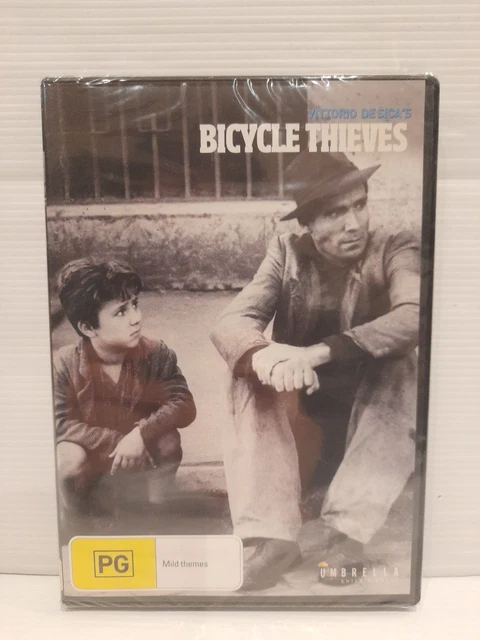 VITTORIO DE SICA'S
BICYCLE THIEVES
PG
Mild themes
UMBRELLA